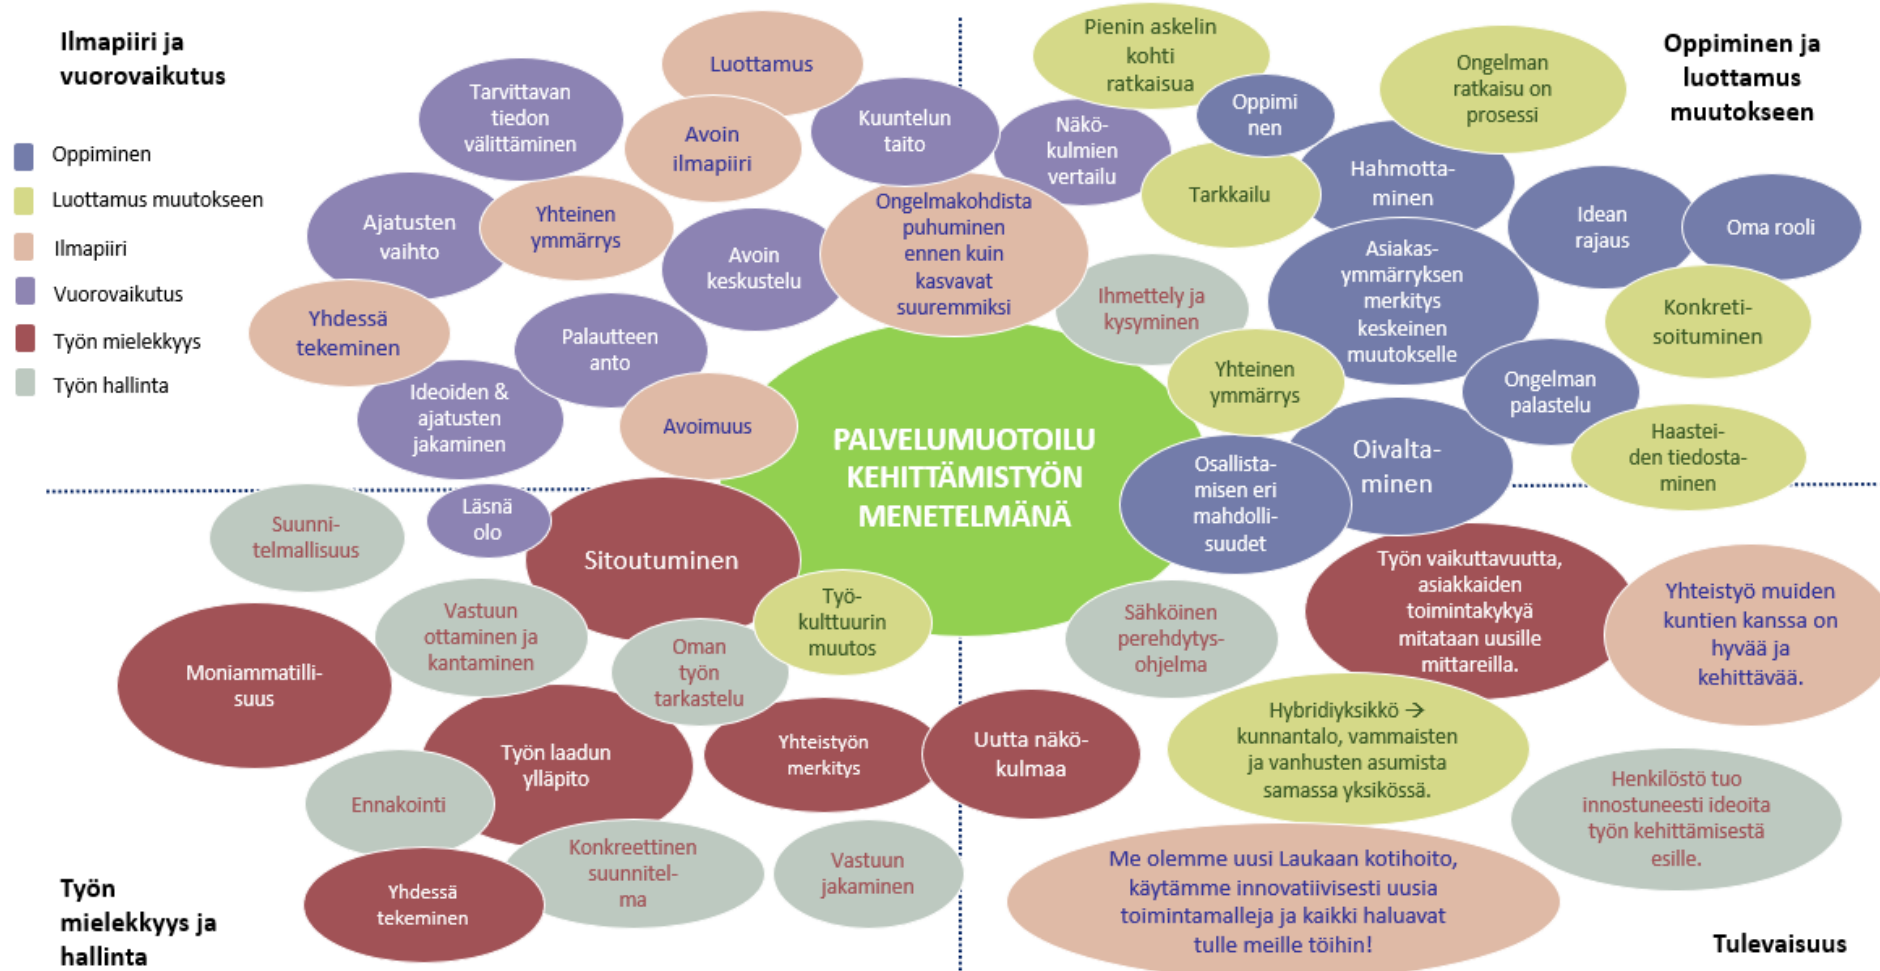 Ilmapiiri ja
vuorovaikutus
Oppiminen
Luottamus muutokseen
Ilmapiiri
Vuorovaikutus
Työn mielekkyys
Työn hallinta
Luottamus
Tarvittavan
tiedon
välittäminen
Avoin
ilmapiiri
Kuuntelun
taito
Ajatusten
vaihto
Yhteinen
ymmärrys
Avoin
keskustelu
Ongelmakohdista
puhuminen
ennen kuin
kasvavat
suuremmiksi
Yhdessä
tekeminen
Palautteen
anto
Ideoiden &
ajatusten
jakaminen
Avoimuus
Oppiminen ja
luottamus
muutokseen
Pienin askelin
kohti
ratkaisua
Oppimi
nen
Ongelman
ratkaisu on
prosessi
Näkö-
kulmien
vertailu
Tarkkailu
Hahmotta-
minen
Idean
rajaus
Oma rooli
Asiakas-
ymmärryksen
merkitys
keskeinen
muutokselle
Ihmettely ja
kysyminen
Konkreti-
soituminen
Yhteinen
ymmärrys
Ongelman
palastelu
Haastei-
den tiedosta-
minen
Oivalta-
minen
Osallista-
misen eri
mahdolli-
suudet
PALVELUMUOTOILU
KEHITTÄMISTYÖN
MENETELMÄNÄ
Suunni-
telmallisuus
Läsnä
olo
Sitoutuminen
Vastuun
ottaminen ja
kantaminen
Työ-
kulttuurin
muutos
Oman
työn
tarkastelu
Moniammatilli-
suus
Työn laadun
ylläpito
Yhteistyön
merkitys
Uutta näkö-
kulmaa
Ennakointi
Konkreettinen
suunnitel-
ma
Vastuun
jakaminen
Yhdessä
tekeminen
Työn
mielekkyys ja
hallinta
Sähköinen
perehdytys-
ohjelma
Työn vaikuttavuutta,
asiakkaiden
toimintakykyä
mitataan uusille
mittareilla.
Yhteistyö muiden
kuntien kanssa on
hyvää ja
kehittävää.
Hybridiyksikkö →
kunnantalo, vammaisten
ja vanhusten asumista
samassa yksikössä.
Henkilöstö tuo
innostuneesti ideoita
työn kehittämisestä
esille.
Me olemme uusi Laukaan kotihoito,
käytämme innovatiivisesti uusia
toimintamalleja ja kaikki haluavat
tulle meille töihin!
Tulevaisuus